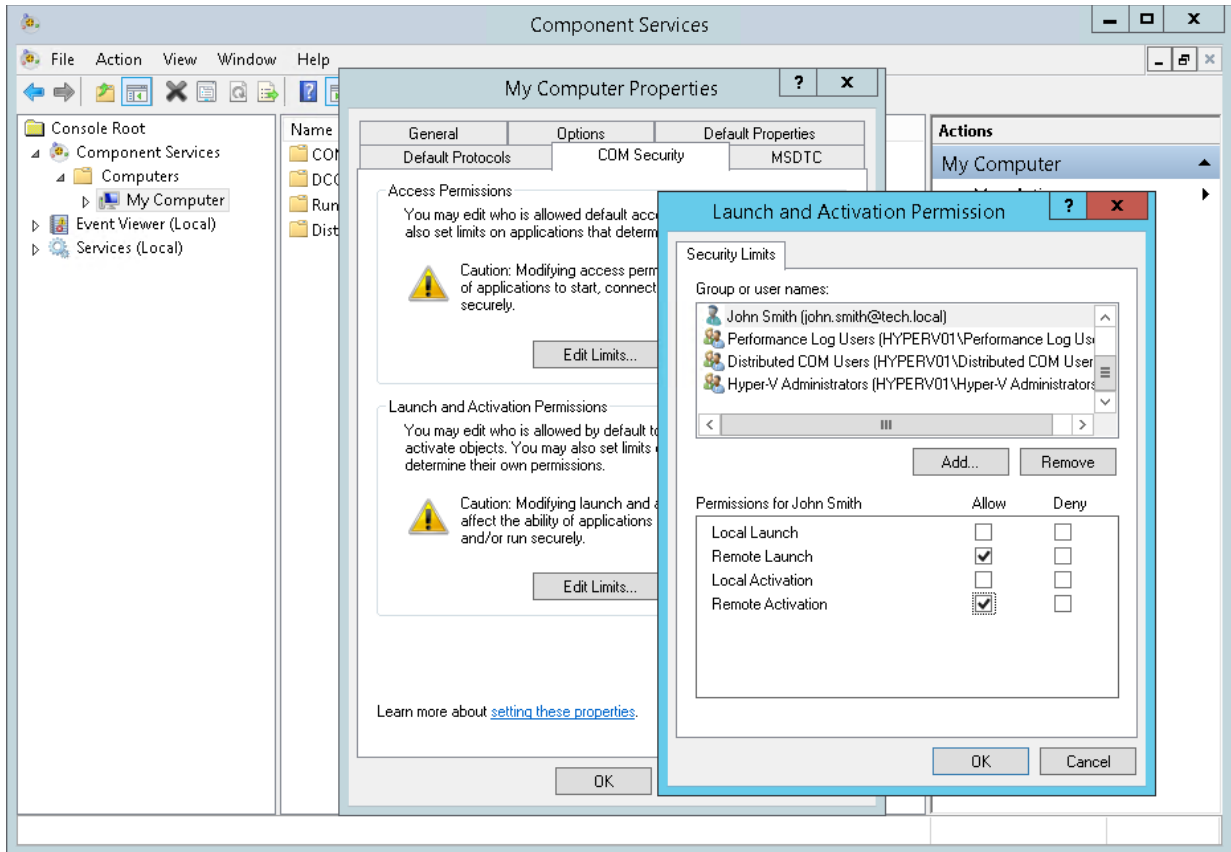 Component Services
File Action View Window Help
Console Root
Component Services
Computers
My Computer
Event Viewer (Local)
Services (Local)
Name
Actions
My Computer
My Computer Properties
General Options Default Properties
Default Protocols COM Security MSDTC
Access Permissions
You may edit who is allowed default
also set limits on applications that
Caution: Modifying access
of applications to start, connect
securely.
Edit Limits...
Launch and Activation Permissions
You may edit who is allowed by default to
activate objects. You may also set limits
determine their own permissions.
Caution: Modifying launch and
affect the ability of applications
and/or run securely.
Edit Limits...
Learn more about setting these properties.
OK
Launch and Activation Permission
Security Limits
Group or user names:
John Smith (john.smith@tech.local)
Performance Log Users (HYPERV01\Performance Log
Distributed COM Users (HYPERV01\Distributed COM User
Hyper-V Administrators (HYPERV01\Hyper-V Administrators
Add... Remove
Permissions for John Smith Allow Deny
Local Launch
Remote Launch
Local Activation
Remote Activation
OK Cancel